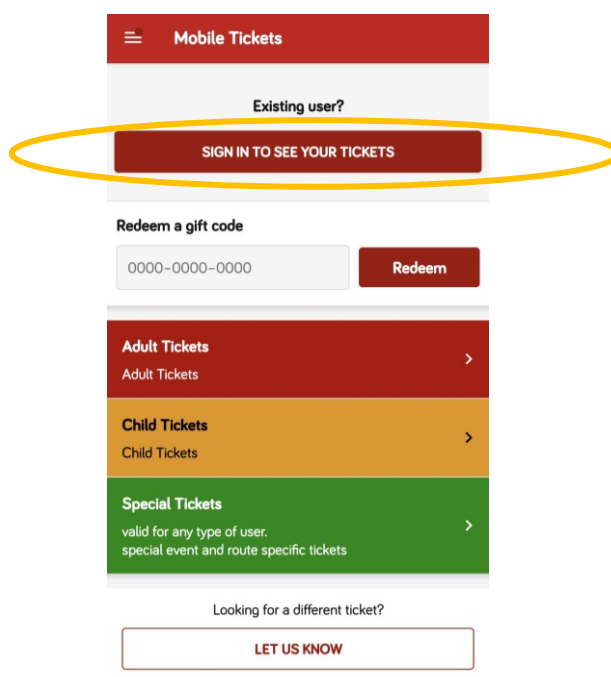 Mobile Tickets
Existing user?
SIGN IN TO SEE YOUR TICKETS
Redeem a gift code
0000-0000-0000
Redeem
Adult Tickets
Adult Tickets
Child Tickets
Child Tickets
Special Tickets
valid for any type of user.
special event and route specific tickets
Looking for a different ticket?
LET US KNOW